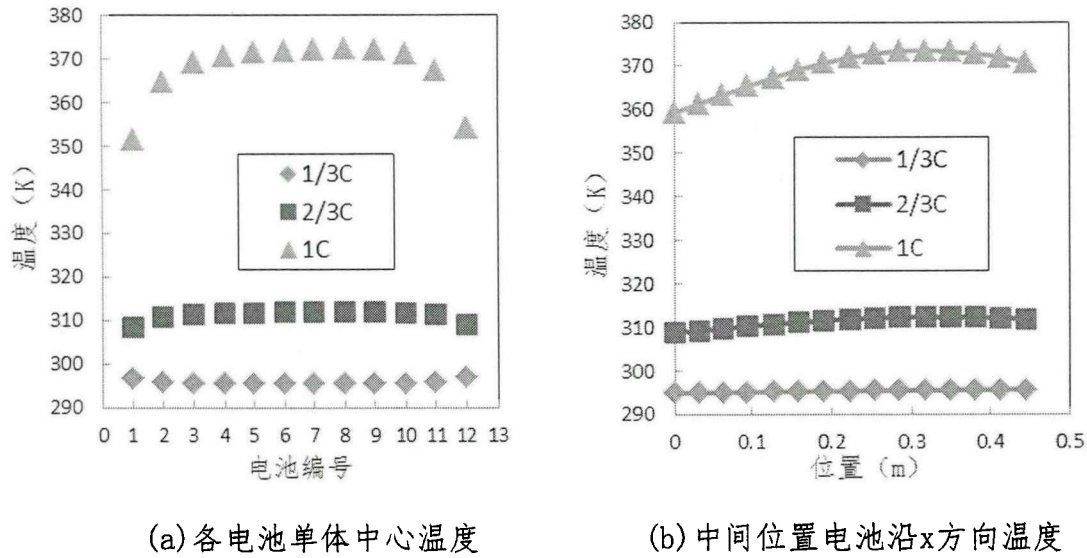 380
370
360
350
340
330
320
310
300
290
温度（K）
1/3C
2/3C
1C
0 1 2 3 4 5 6 7 8 9 10 11 12 13
电池编号
(a)各电池单体中心温度
380
370
360
350
340
330
320
310
300
290
温度（K）
1/3C
2/3C
1C
0 0.1 0.2 0.3 0.4 0.5
位置（m）
(b)中间位置电池沿x方向温度